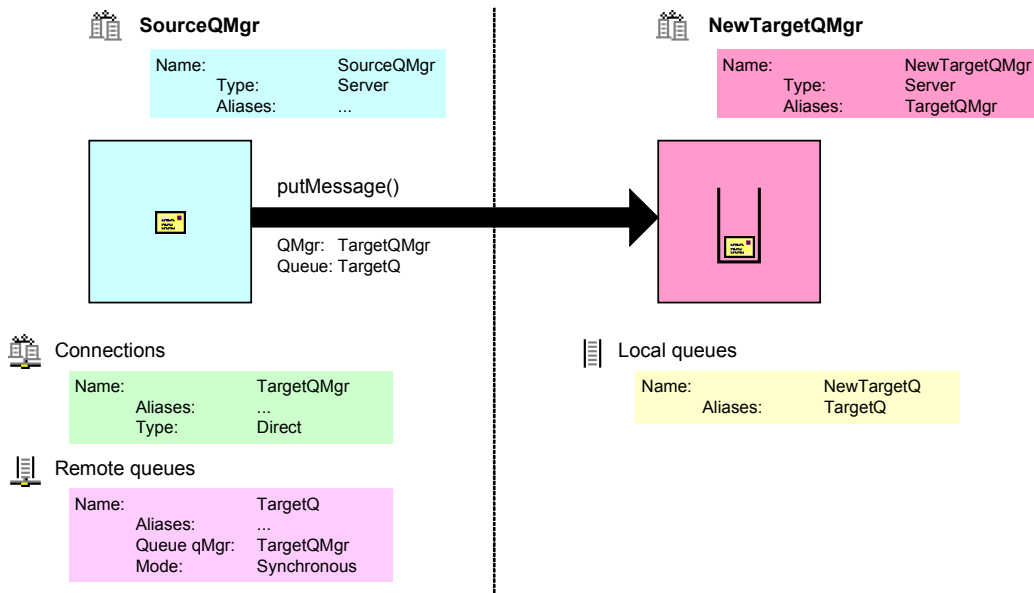 SourceQMgr
Name: SourceQMgr
Type: Server
Aliases: ...
putMessage()
QMgr: TargetQMgr
Queue: TargetQ
Connections
Name: TargetQMgr
Aliases: ...
Type: Direct
Remote queues
Name: TargetQ
Aliases: ...
Queue qMgr: TargetQMgr
Mode: Synchronous
NewTargetQMgr
Name: NewTargetQMgr
Type: Server
Aliases: TargetQMgr
Local queues
Name: NewTargetQ
Aliases: TargetQ